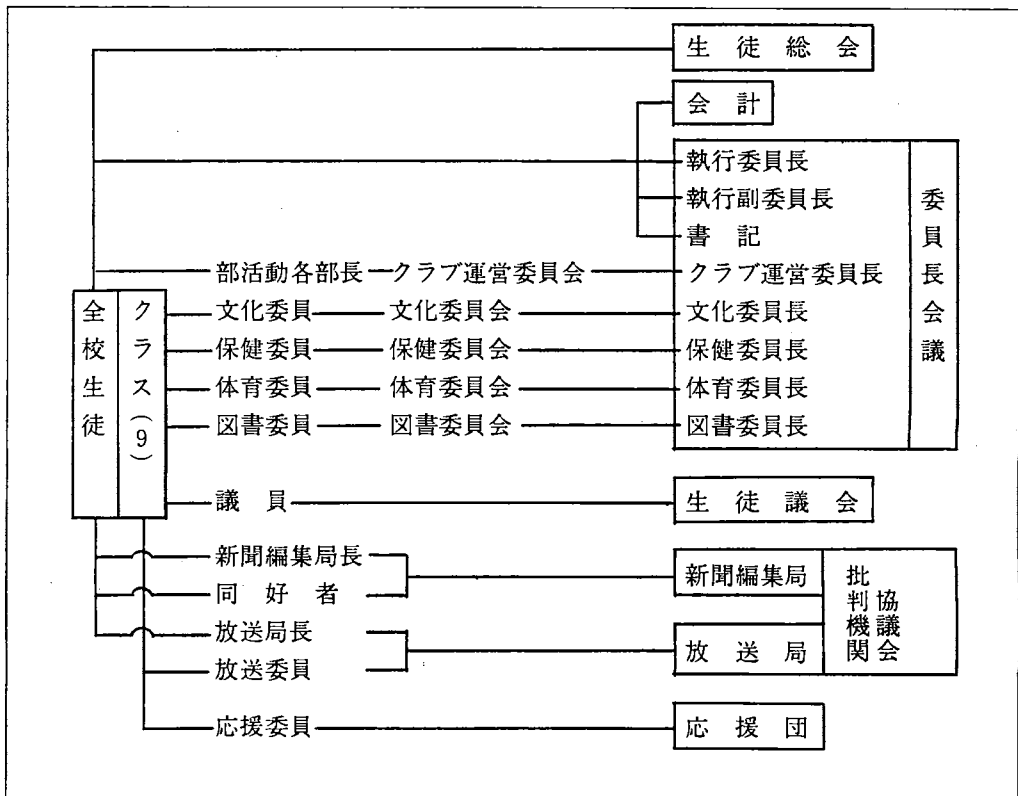 生徒総会
会計
執行委員長
執行副委員長
書記
部活動各部長 クラブ運営委員会 クラブ運営委員長
文化委員 文化委員会 文化委員長
保健委員 保健委員会 保健委員長
体育委員 体育委員会 体育委員長
図書委員 図書委員会 図書委員長
委員長会議
全校生徒
クラス(9)
議員 生徒議会
新聞編集局長
同好者
新聞編集局
放送局長
放送委員
放送局
批判機関
協議会
応援委員 応援団